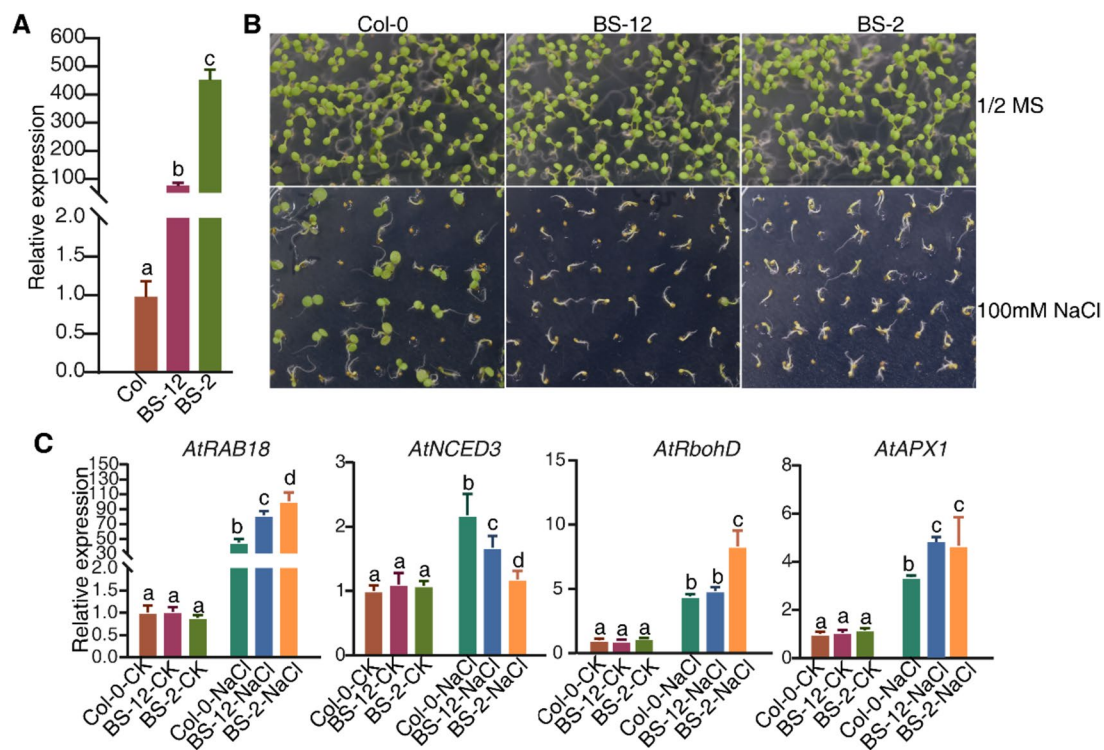 A
Relative expression
600
500
400
300
200
100
2.0
1.5
1.0
0.5
0.0
a
b
c
Col
BS-12
BS-2
B
Col-0 BS-12 BS-2
1/2 MS
100mM NaCl
C
AtRAB18
Relative expression
150
130
110
90
70
50
30
2.0
1.5
1.0
0.5
0.0
a a a b c d
Col-0-CK
BS-12-CK
BS-2-CK
Col-0-NaCl
BS-12-NaCl
BS-2-NaCl
AtNCED3
3
2
1
0
a a a b c d
Col-0-CK
BS-12-CK
BS-2-CK
Col-0-NaCl
BS-12-NaCl
BS-2-NaCl
AtRbohD
15
10
5
0
a a a b b c
Col-0-CK
BS-12-CK
BS-2-CK
Col-0-NaCl
BS-12-NaCl
BS-2-NaCl
AtAPX1
8
6
4
2
0
a a a b c c
Col-0-CK
BS-12-CK
BS-2-CK
Col-0-NaCl
BS-12-NaCl
BS-2-NaCl